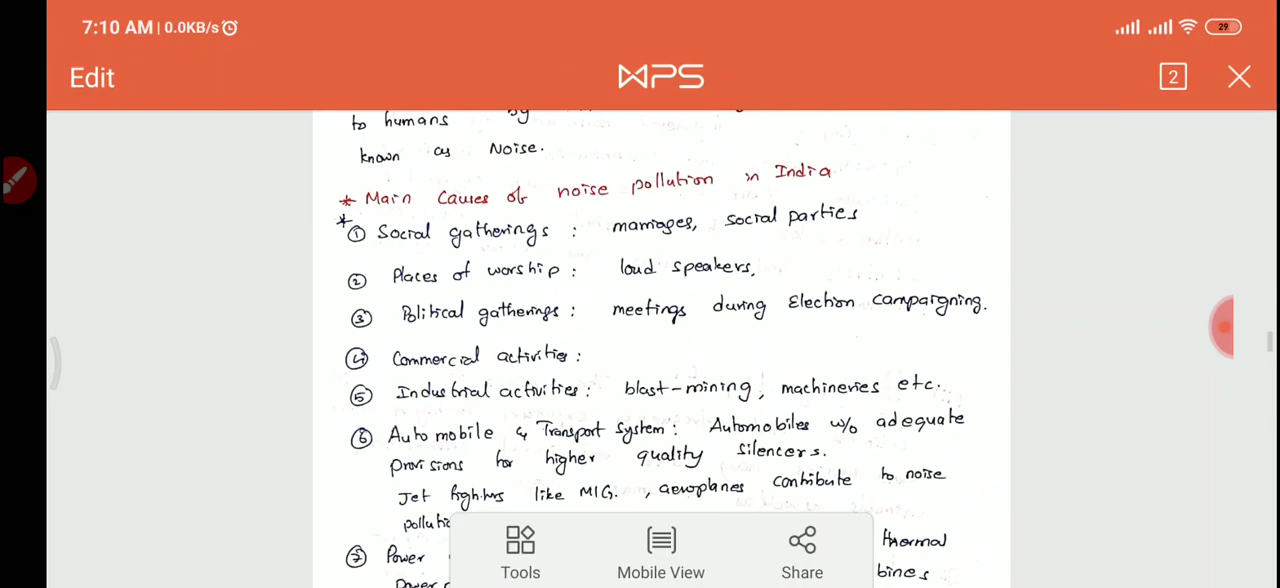 7:10 AM | 0.0KB/s
29
Edit
WPS
2
to humans by
known as Noise.
* Main Causes of noise pollution in India
* ① Social gatherings : marriages, social parties
② Places of worship : loud speakers,
③ Political gatherings : meetings during Election campaigning.
④ Commercial activities :
⑤ Industrial activities : blast-mining, machineries etc.
⑥ Automobile & Transport System : Automobiles w/o adequate
provisions for higher quality silencers.
Jet fighters like MIG. , aeroplanes contribute to noise
⑦ Power thermal
Tools
Mobile View
Share